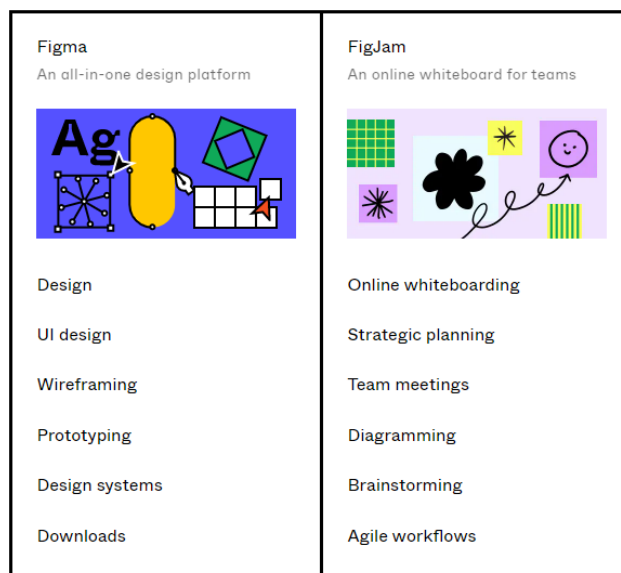 Figma
An all-in-one design platform
Ag
Design
UI design
Wireframing
Prototyping
Design systems
Downloads
FigJam
An online whiteboard for teams
Online whiteboarding
Strategic planning
Team meetings
Diagramming
Brainstorming
Agile workflows